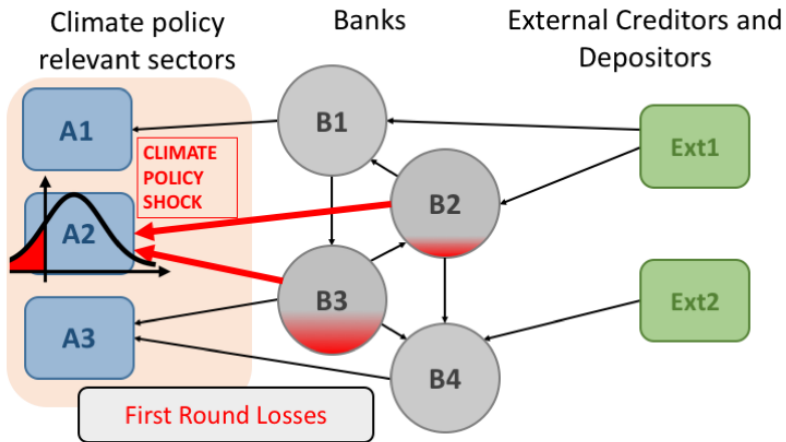 Climate policy
relevant sectors
Banks
External Creditors and
Depositors
A1
B1
Ext1
CLIMATE
POLICY
SHOCK
A2
B2
B3
Ext2
A3
B4
First Round Losses